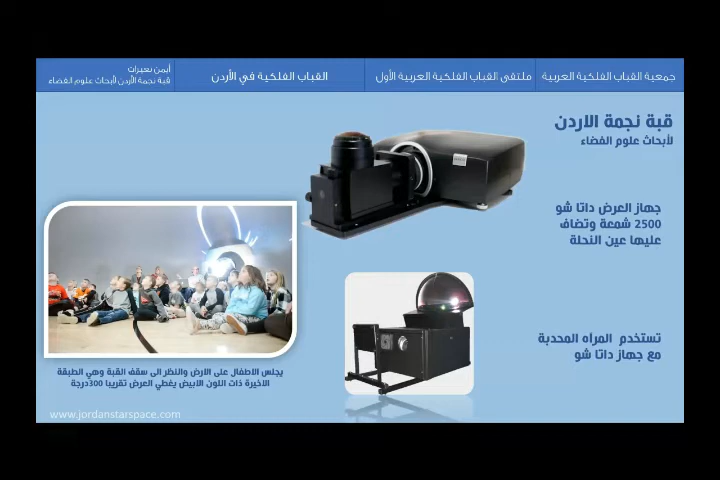 جمعية القباب الفلكية العربية
ملتقى القباب الفلكية العربية الأول
القباب الفلكية في الأردن
أيمن نعيرات
قبة نجمة الأردن لأبحاث علوم الفضاء
قبة نجمة الاردن
لأبحاث علوم الفضاء
جهاز العرض داتا شو
2500 شمعة وتضاف
عليها عين النحلة
تستخدم المرآه المحدبة
مع جهاز داتا شو
يجلس الاطفال على الارض والنظر الى سقف القبة وهي الطبقة
الاخيرة ذات اللون الأبيض يغطي العرض تقريبا 300درجة
www.jordanstarspace.com